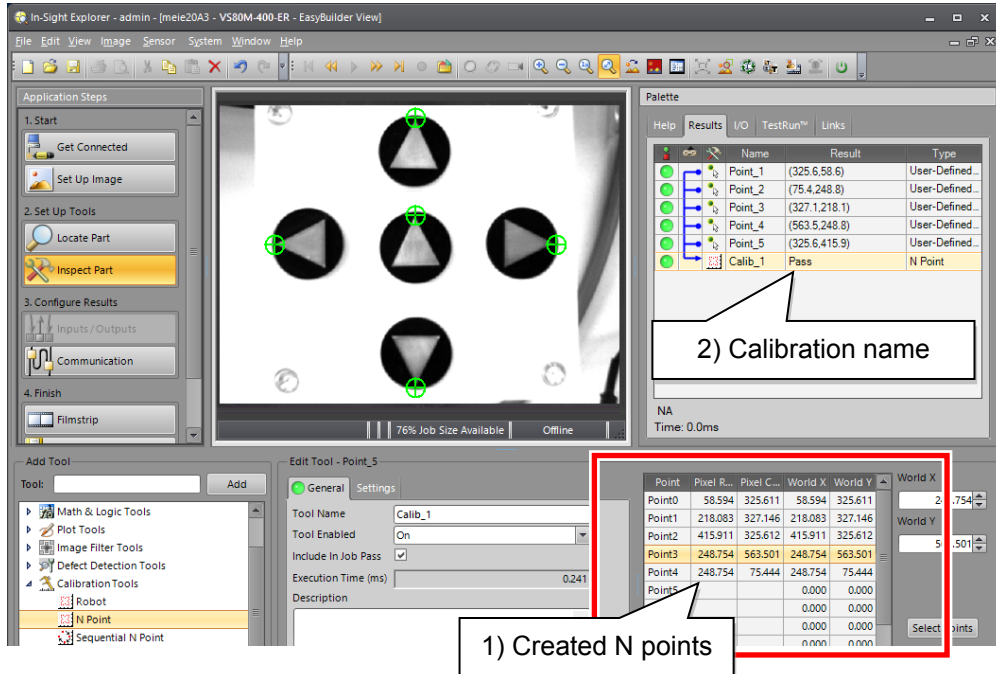 In-Sight Explorer - admin - [meie20A3 - VS80M-400-ER - EasyBuilder View]
File Edit View Image Sensor System Window Help
Application Steps
1. Start
Get Connected
Set Up Image
2. Set Up Tools
Locate Part
Inspect Part
3. Configure Results
Inputs / Outputs
Communication
4. Finish
Filmstrip
76% Job Size Available Offline
Palette
Help Results I/O TestRun™ Links
Name Result Type
Point_1 (325.6,58.6) User-Defined...
Point_2 (75.4,248.8) User-Defined...
Point_3 (327.1,218.1) User-Defined...
Point_4 (563.5,248.8) User-Defined...
Point_5 (325.6,415.9) User-Defined...
Calib_1 Pass N Point
2) Calibration name
NA
Time: 0.0ms
Add Tool
Tool: Add
Math & Logic Tools
Plot Tools
Image Filter Tools
Defect Detection Tools
Calibration Tools
Robot
N Point
Sequential N Point
Edit Tool - Point_5
General Settings
Tool Name Calib_1
Tool Enabled On
Include In Job Pass
Execution Time (ms) 0.241
Description
Point Pixel R... Pixel C... World X World Y
Point0 58.594 325.611 58.594 325.611
Point1 218.083 327.146 218.083 327.146
Point2 415.911 325.612 415.911 325.612
Point3 248.754 563.501 248.754 563.501
Point4 248.754 75.444 248.754 75.444
Point5 0.000 0.000
0.000 0.000
0.000 0.000
0.000 0.000
World X
World Y
1) Created N points